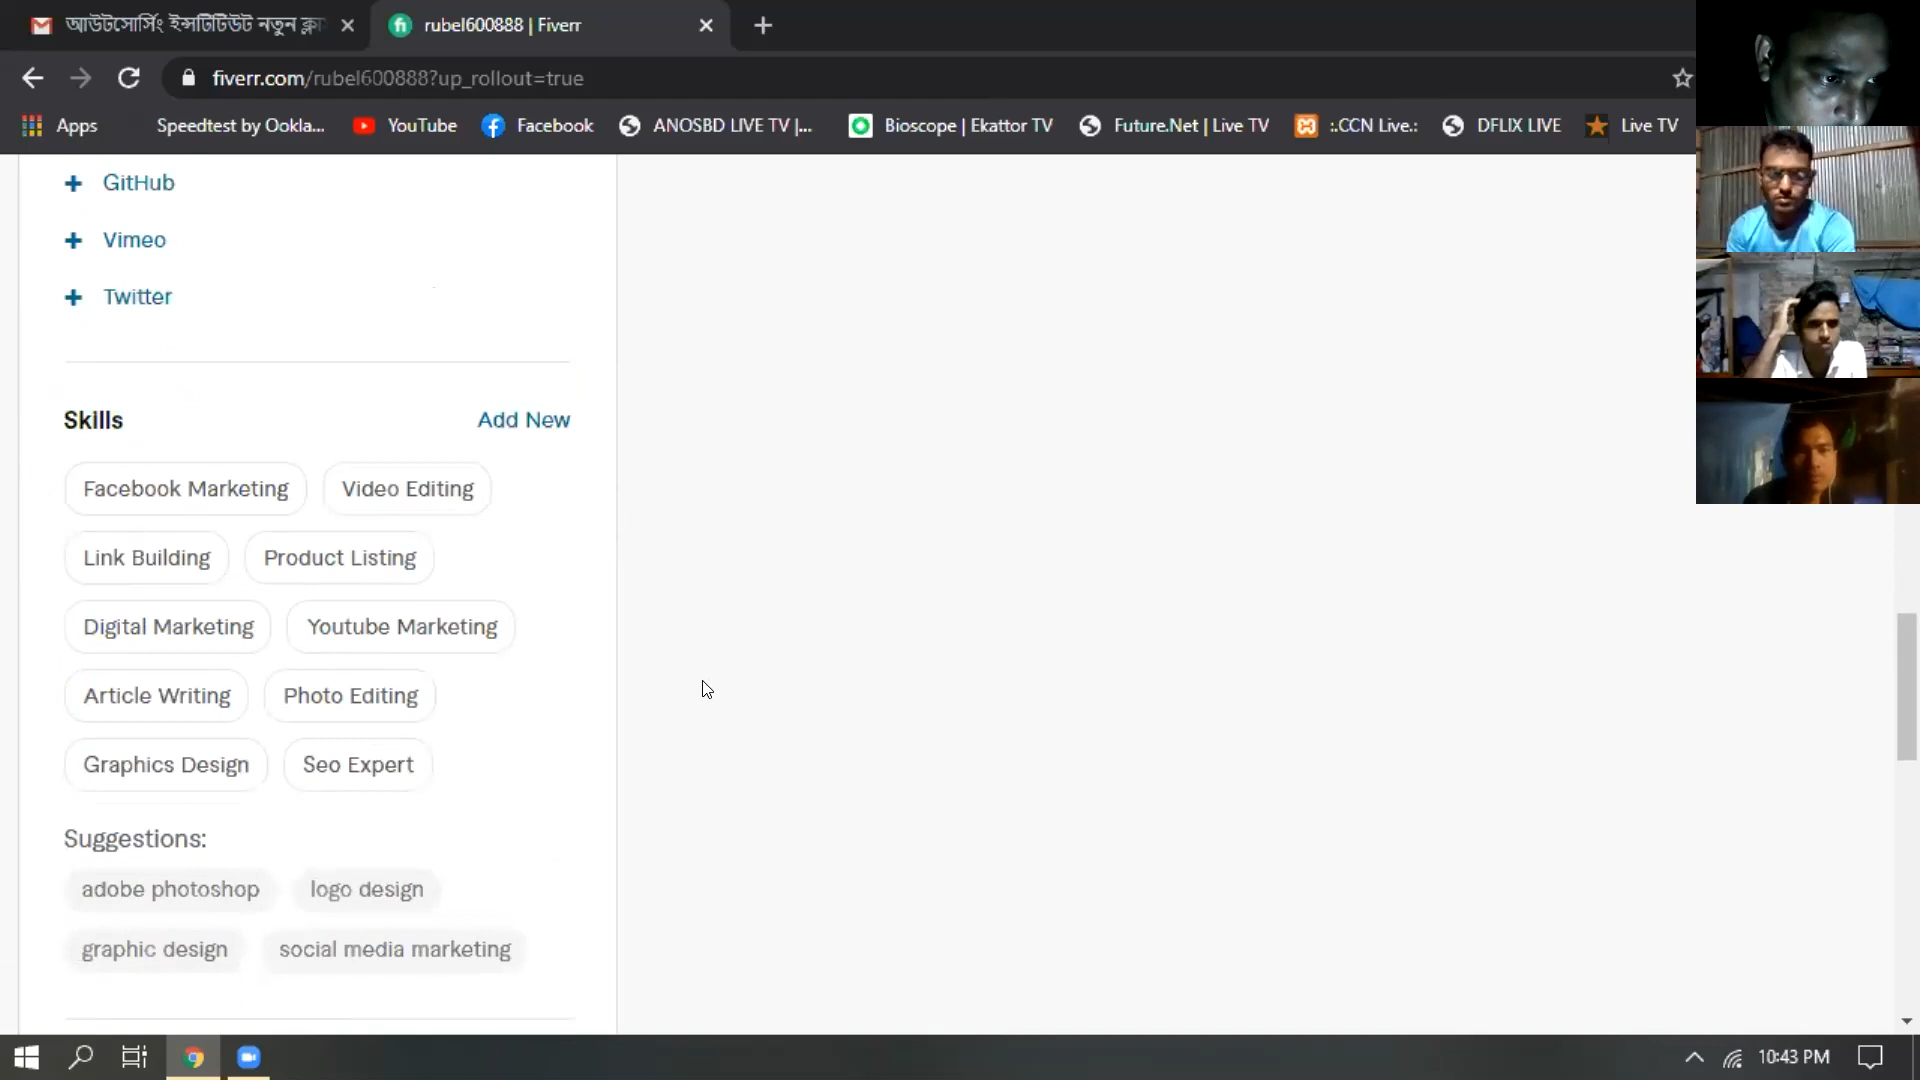 আউটসোর্সিং ইন্সটিটিউট নতুন ক্লা
rubel600888 | Fiverr
fiverr.com/rubel600888?up_rollout=true
Apps
Speedtest by Ookla...
YouTube
Facebook
ANOSBD LIVE TV |...
Bioscope | Ekattor TV
Future.Net | Live TV
:.CCN Live.:
DFLIX LIVE
Live TV
+ GitHub
+ Vimeo
+ Twitter
Skills Add New
Facebook Marketing Video Editing
Link Building Product Listing
Digital Marketing Youtube Marketing
Article Writing Photo Editing
Graphics Design Seo Expert
Suggestions:
adobe photoshop logo design
graphic design social media marketing
10:43 PM